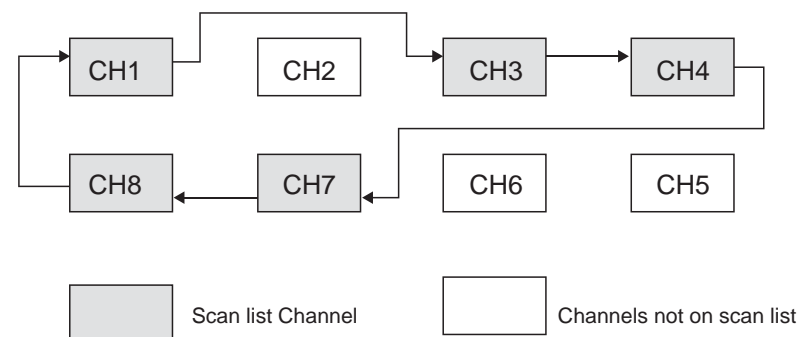 CH1 CH2 CH3 CH4
CH8 CH7 CH6 CH5
Scan list Channel Channels not on scan list